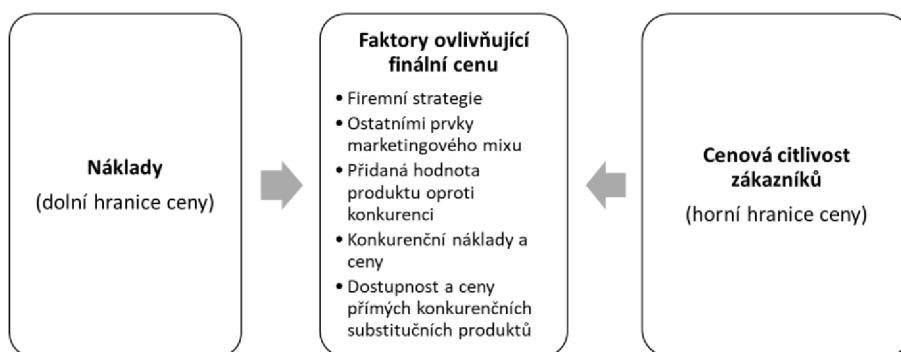 Náklady
(dolní hranice ceny)
Faktory ovlivňující
finální cenu
• Firemní strategie
• Ostatními prvky
marketingového mixu
• Přidaná hodnota
produktu oproti
konkurenci
• Konkurenční náklady a
ceny
• Dostupnost a ceny
přímých konkurenčních
substitučních produktů
Cenová citlivost
zákazníků
(horní hranice ceny)